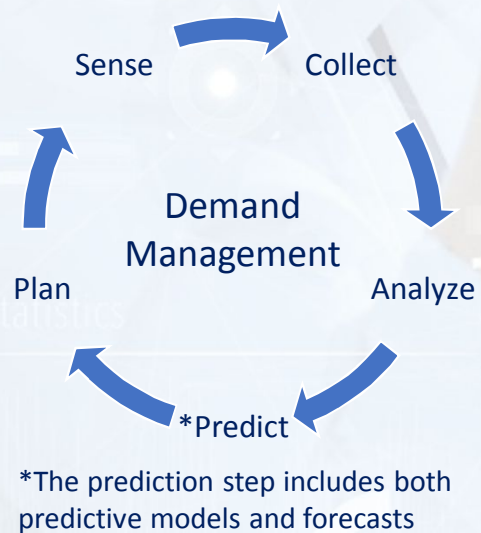 Sense
Collect
Demand
Management
Plan
Analyze
*Predict
*The prediction step includes both
predictive models and forecasts